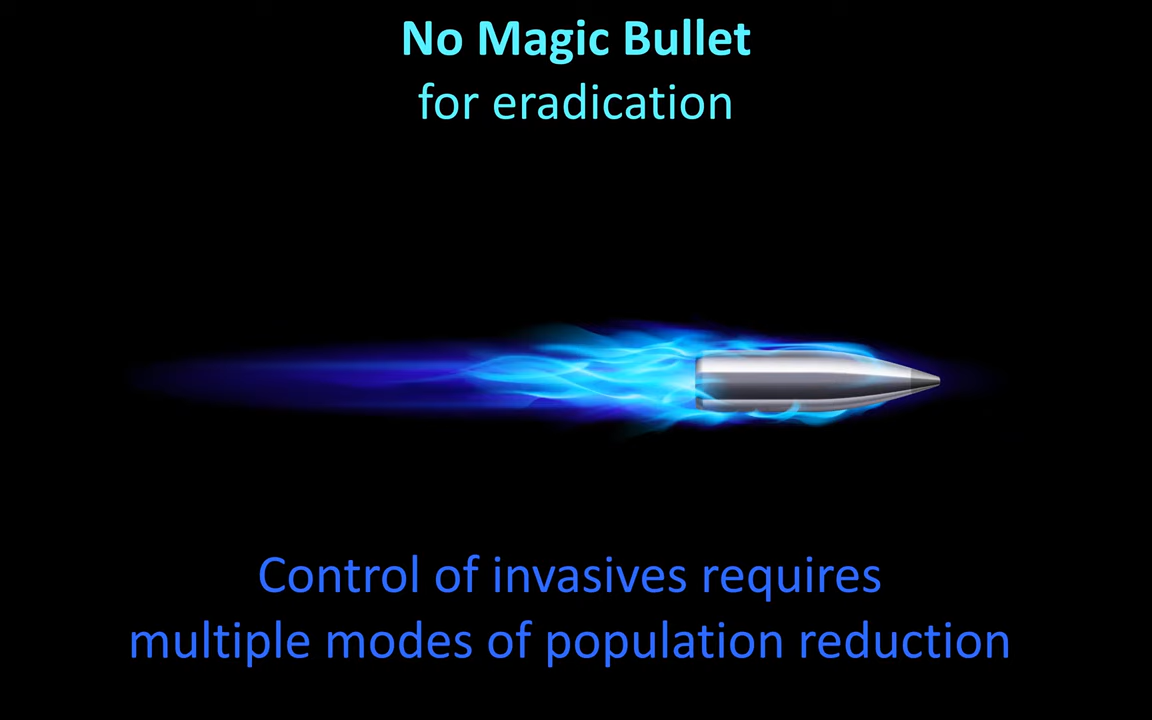 No Magic Bullet
for eradication
Control of invasives requires
multiple modes of population reduction